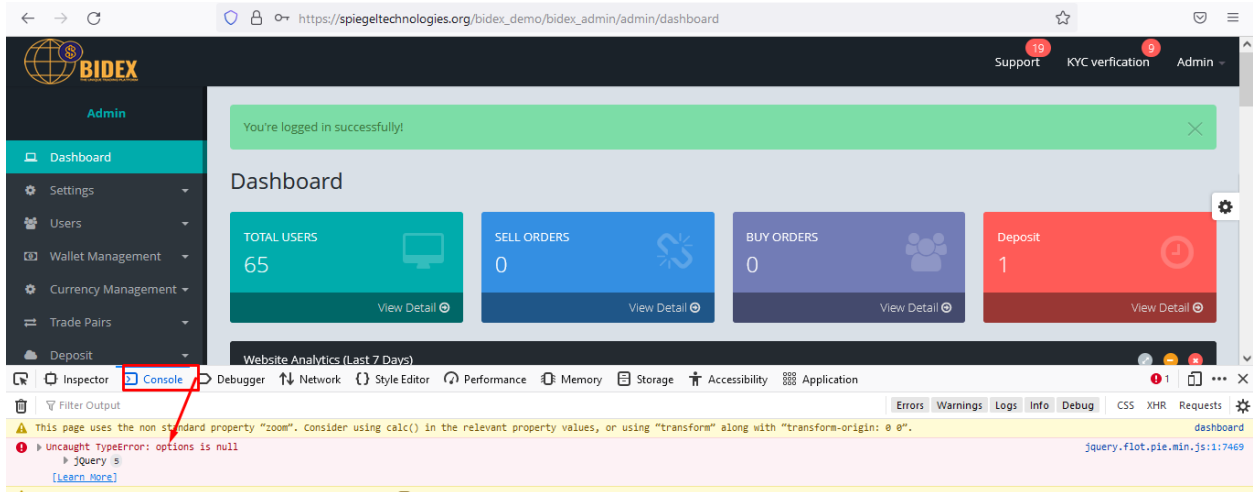 https://spiegeltechnologies.org/bidex_demo/bidex_admin/admin/dashboard
BIDEX
19
Support
9
KYC verfication
Admin
Admin
You're logged in successfully!
Dashboard
Settings
Users
Wallet Management
Currency Management
Trade Pairs
Deposit
Dashboard
TOTAL USERS
65
View Detail
SELL ORDERS
0
View Detail
BUY ORDERS
0
View Detail
Deposit
1
View Detail
Website Analytics (Last 7 Days)
Inspector Console Debugger Network Style Editor Performance Memory Storage Accessibility Application 1
Filter Output Errors Warnings Logs Info Debug CSS XHR Requests
This page uses the non standard property "zoom". Consider using calc() in the relevant property values, or using "transform" along with "transform-origin: 0 0". dashboard
Uncaught TypeError: options is null jquery.flot.pie.min.js:1:7469
jQuery 5
[Learn More]